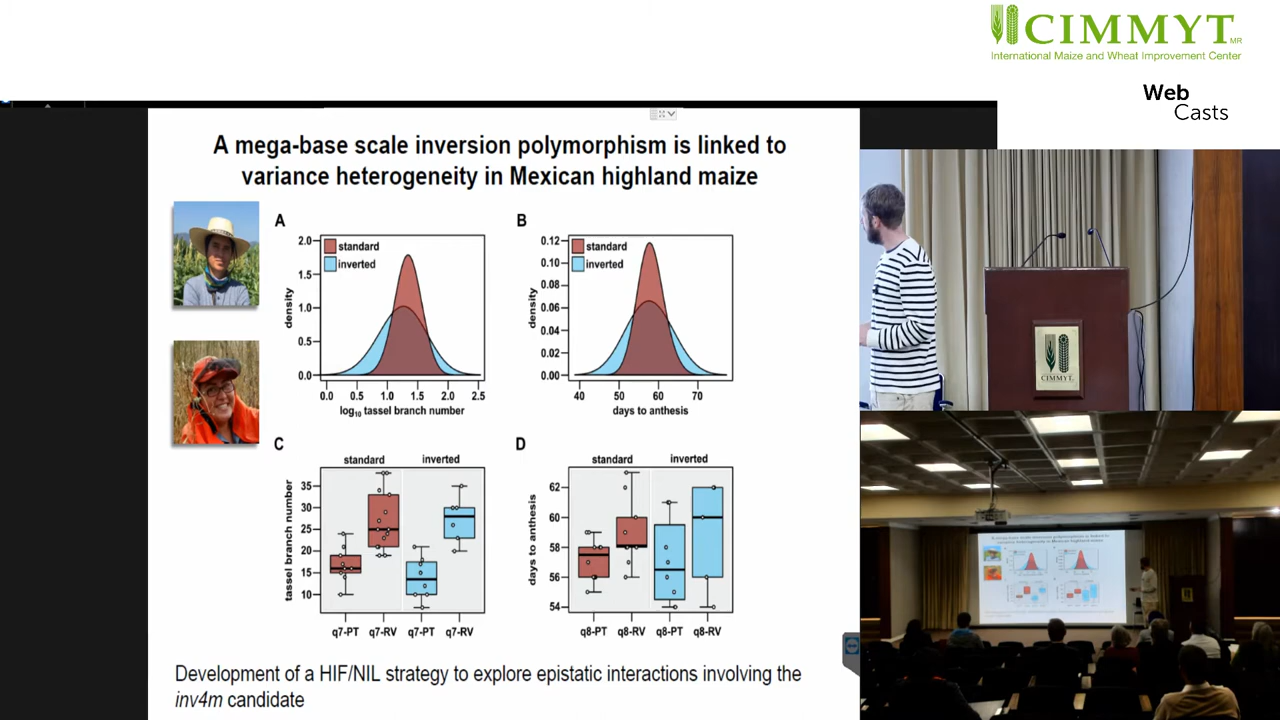 CIMMYT
MR
International Maize and Wheat Improvement Center
Web
Casts
A mega-base scale inversion polymorphism is linked to
variance heterogeneity in Mexican highland maize
A
standard
inverted
density
2.0
1.5
1.0
0.5
0.0
0.0 0.5 1.0 1.5 2.0 2.5
log10 tassel branch number
B
standard
inverted
density
0.12
0.10
0.08
0.06
0.04
0.02
0.00
40 50 60 70
days to anthesis
C
standard inverted
tassel branch number
35
30
25
20
15
10
q7-PT q7-RV q7-PT q7-RV
D
standard inverted
days to anthesis
62
60
58
56
54
q8-PT q8-RV q8-PT q8-RV
Development of a HIF/NIL strategy to explore epistatic interactions involving the
inv4m candidate
CIMMYT